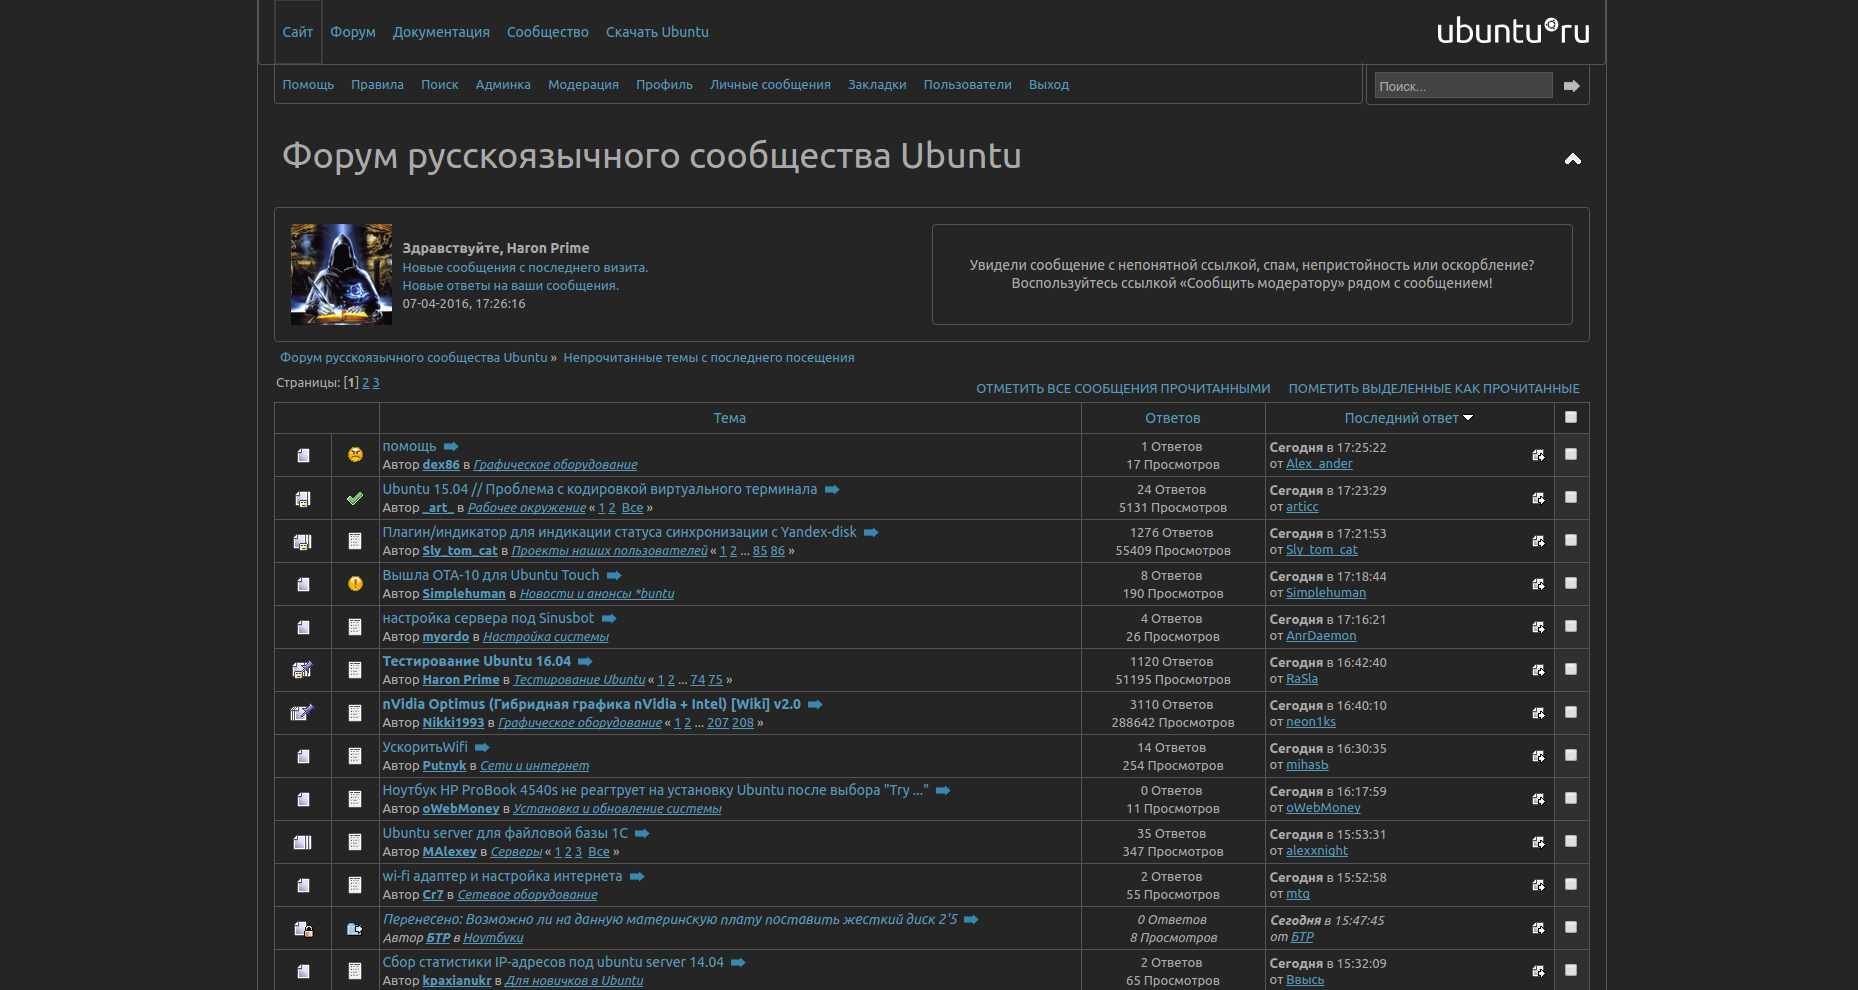 Сайт Форум Документация Сообщество Скачать Ubuntu
ubuntu ru
Помощь Правила Поиск Админка Модерация Профиль Личные сообщения Закладки Пользователи Выход
Поиск...
Форум русскоязычного сообщества Ubuntu
Здравствуйте, Haron Prime
Новые сообщения с последнего визита.
Новые ответы на ваши сообщения.
07-04-2016, 17:26:16
Увидели сообщение с непонятной ссылкой, спам, непристойность или оскорбление?
Воспользуйтесь ссылкой «Сообщить модератору» рядом с сообщением!
Форум русскоязычного сообщества Ubuntu » Непрочитанные темы с последнего посещения
Страницы: [1] 2 3
ОТМЕТИТЬ ВСЕ СООБЩЕНИЯ ПРОЧИТАННЫМИ ПОМЕТИТЬ ВЫДЕЛЕННЫЕ КАК ПРОЧИТАННЫЕ
Тема Ответов Последний ответ
помощь 1 Ответов Сегодня в 17:25:22
Автор dex86 в Графическое оборудование 17 Просмотров от Alex_ander
Ubuntu 15.04 // Проблема с кодировкой виртуального терминала 24 Ответов Сегодня в 17:23:29
Автор _art_ в Рабочее окружение « 1 2 Все » 5131 Просмотров от articc
Плагин/индикатор для индикации статуса синхронизации с Yandex-disk 1276 Ответов Сегодня в 17:21:53
Автор Sly_tom_cat в Проекты наших пользователей « 1 2 ... 85 86 » 55409 Просмотров от Sly_tom_cat
Вышла OTA-10 для Ubuntu Touch 8 Ответов Сегодня в 17:18:44
Автор Simplehuman в Новости и анонсы *buntu 190 Просмотров от Simplehuman
настройка сервера под Sinusbot 4 Ответов Сегодня в 17:16:21
Автор myordo в Настройка системы 26 Просмотров от AnrDaemon
Тестирование Ubuntu 16.04 1120 Ответов Сегодня в 16:42:40
Автор Haron Prime в Тестирование Ubuntu « 1 2 ... 74 75 » 51195 Просмотров от RaSla
nVidia Optimus (Гибридная графика nVidia + Intel) [Wiki] v2.0 3110 Ответов Сегодня в 16:40:10
Автор Nikki1993 в Графическое оборудование « 1 2 ... 207 208 » 288642 Просмотров от neon1ks
УскоритьWifi 14 Ответов Сегодня в 16:30:35
Автор Putnyk в Сети и интернет 254 Просмотров от mihasb
Ноутбук HP ProBook 4540s не реагтрует на установку Ubuntu после выбора "Try ..." 0 Ответов Сегодня в 16:17:59
Автор oWebMoney в Установка и обновление системы 11 Просмотров от oWebMoney
Ubuntu server для файловой базы 1С 35 Ответов Сегодня в 15:53:31
Автор MAlexey в Серверы « 1 2 3 Все » 347 Просмотров от alexxnight
wi-fi адаптер и настройка интернета 2 Ответов Сегодня в 15:52:58
Автор Cr7 в Сетевое оборудование 55 Просмотров от mtq
Перенесено: Возможно ли на данную материнскую плату поставить жесткий диск 2'5 0 Ответов Сегодня в 15:47:45
Автор БТР в Ноутбуки 8 Просмотров от БТР
Сбор статистики IP-адресов под ubuntu server 14.04 2 Ответов Сегодня в 15:32:09
Автор kpaxianukr в Для новичков в Ubuntu 65 Просмотров от Ввысь